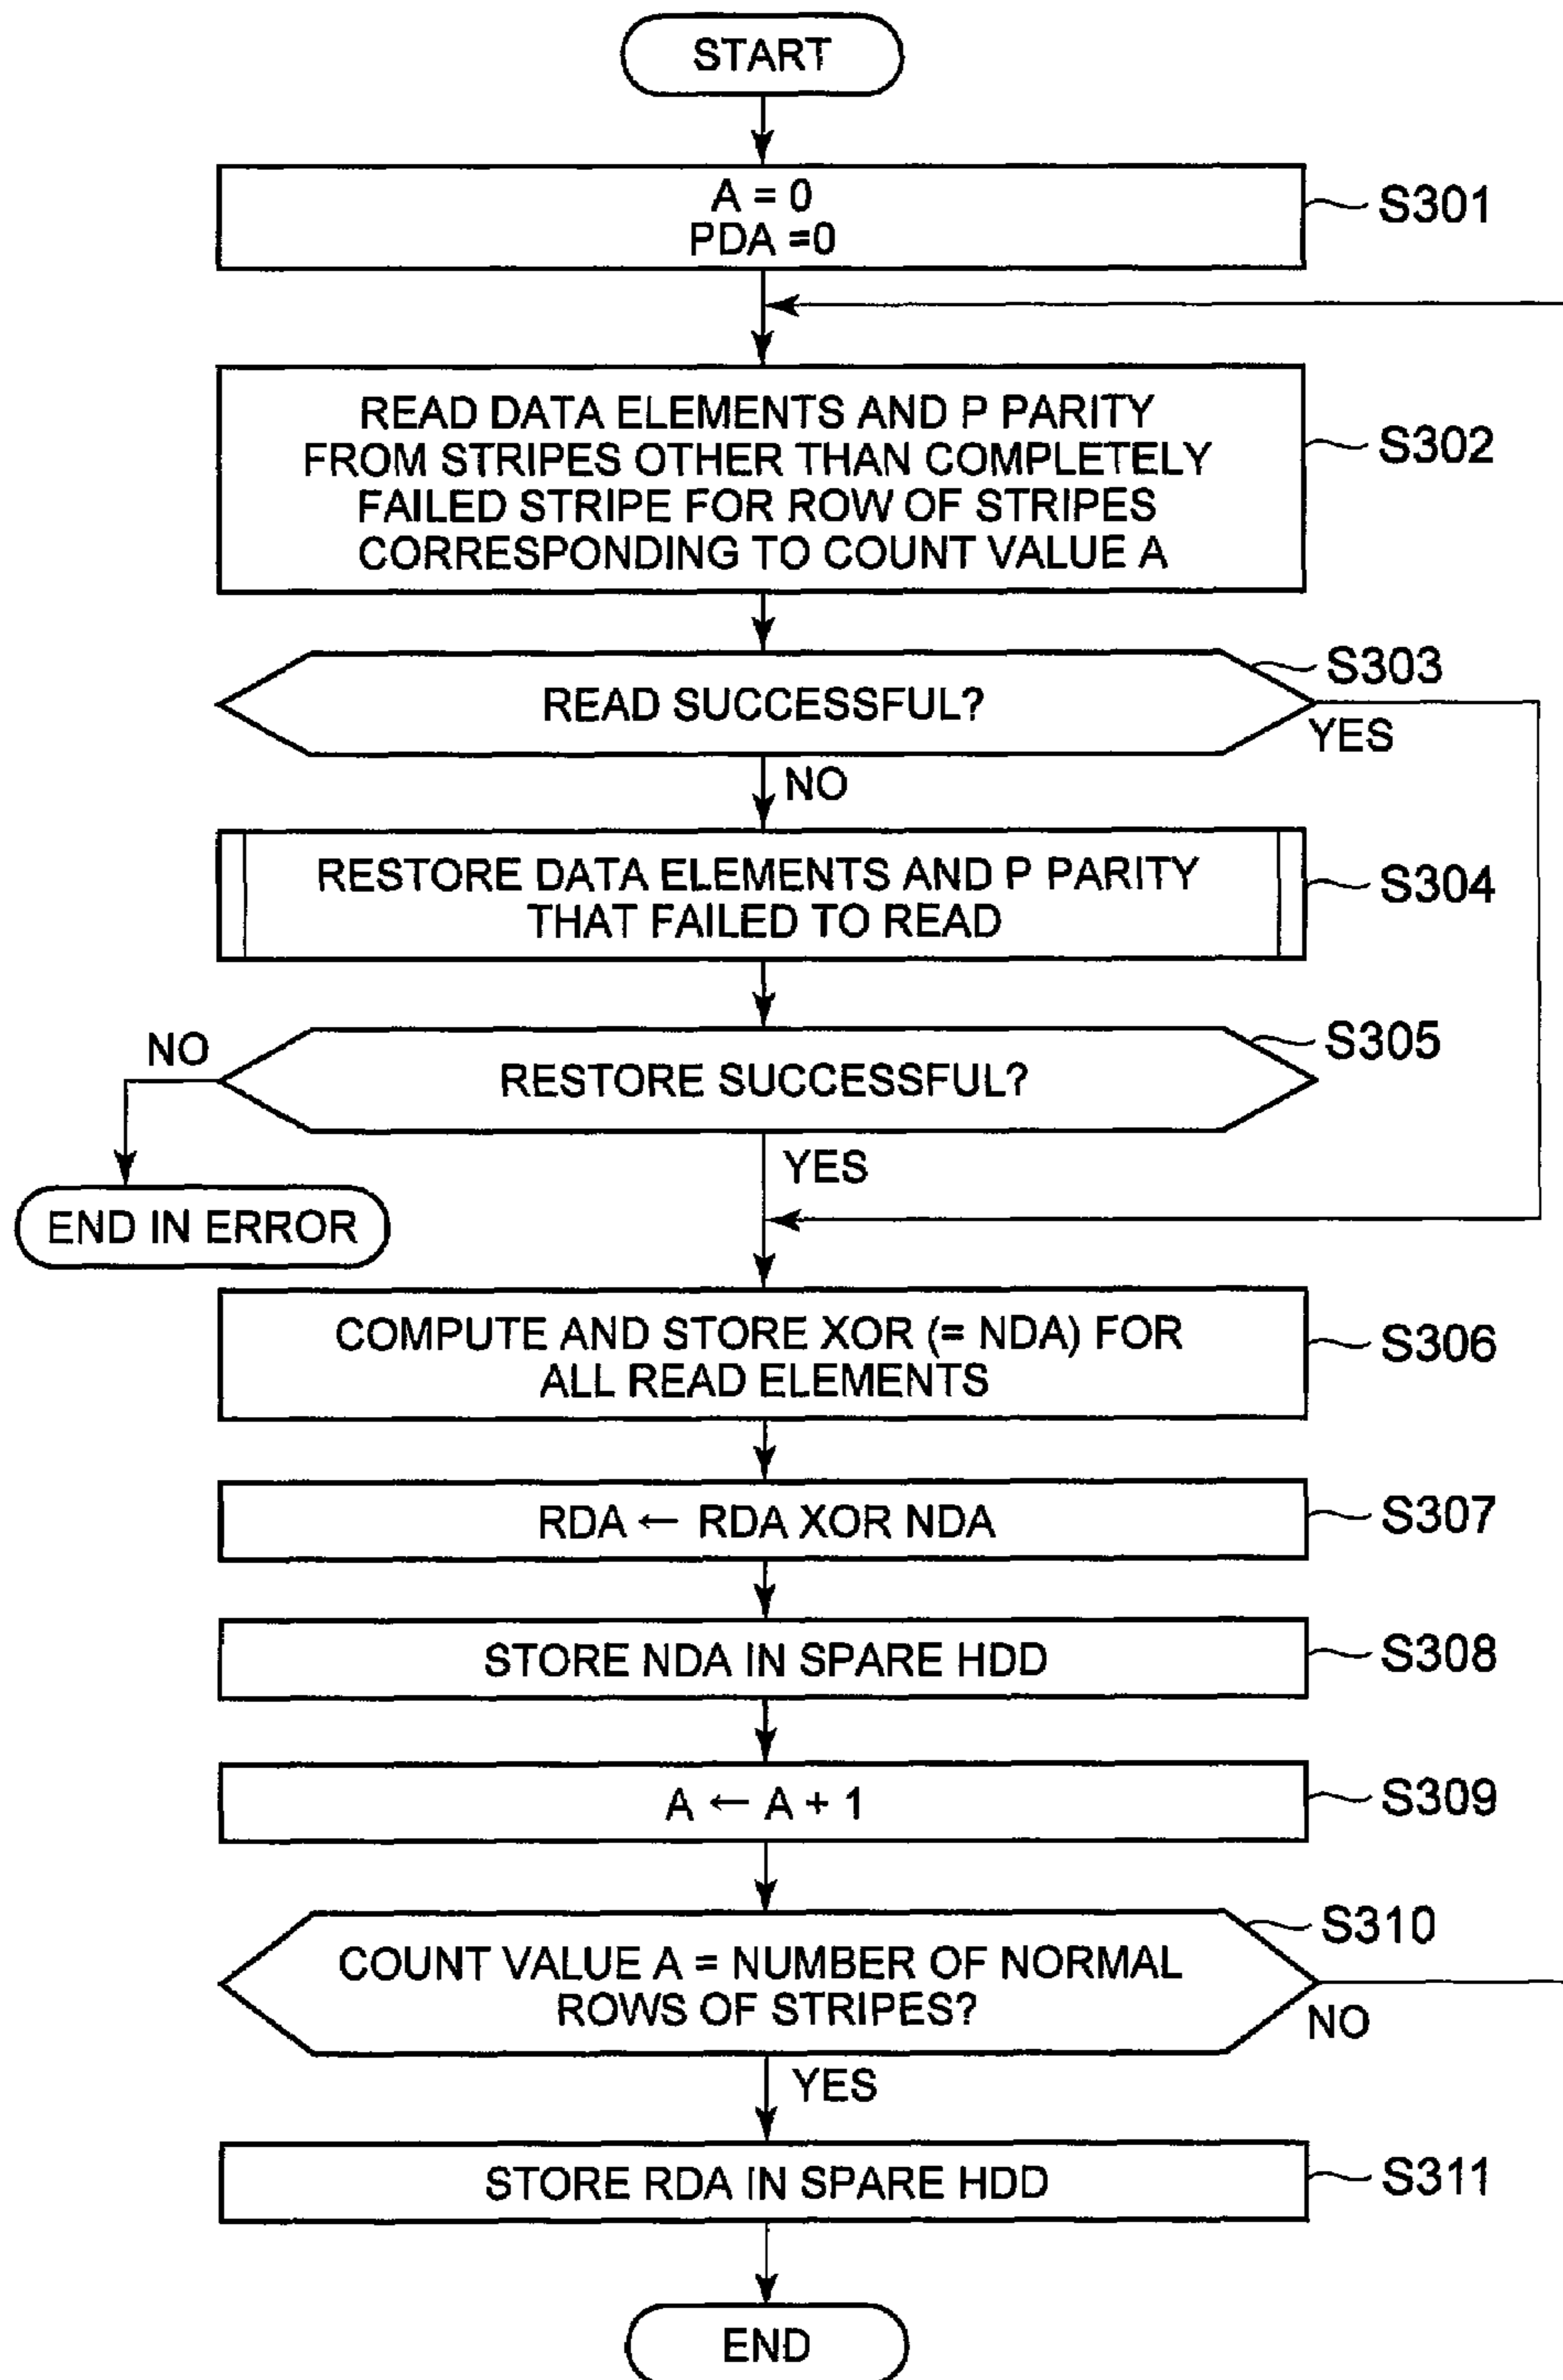 START
A = 0
PDA =0
S301
READ DATA ELEMENTS AND P PARITY
FROM STRIPES OTHER THAN COMPLETELY
FAILED STRIPE FOR ROW OF STRIPES
CORRESPONDING TO COUNT VALUE A
S302
READ SUCCESSFUL?
S303
YES
NO
RESTORE DATA ELEMENTS AND P PARITY
THAT FAILED TO READ
S304
RESTORE SUCCESSFUL?
S305
NO
YES
END IN ERROR
COMPUTE AND STORE XOR (= NDA) FOR
ALL READ ELEMENTS
S306
RDA ← RDA XOR NDA
S307
STORE NDA IN SPARE HDD
S308
A ← A + 1
S309
COUNT VALUE A = NUMBER OF NORMAL
ROWS OF STRIPES?
S310
NO
YES
STORE RDA IN SPARE HDD
S311
END